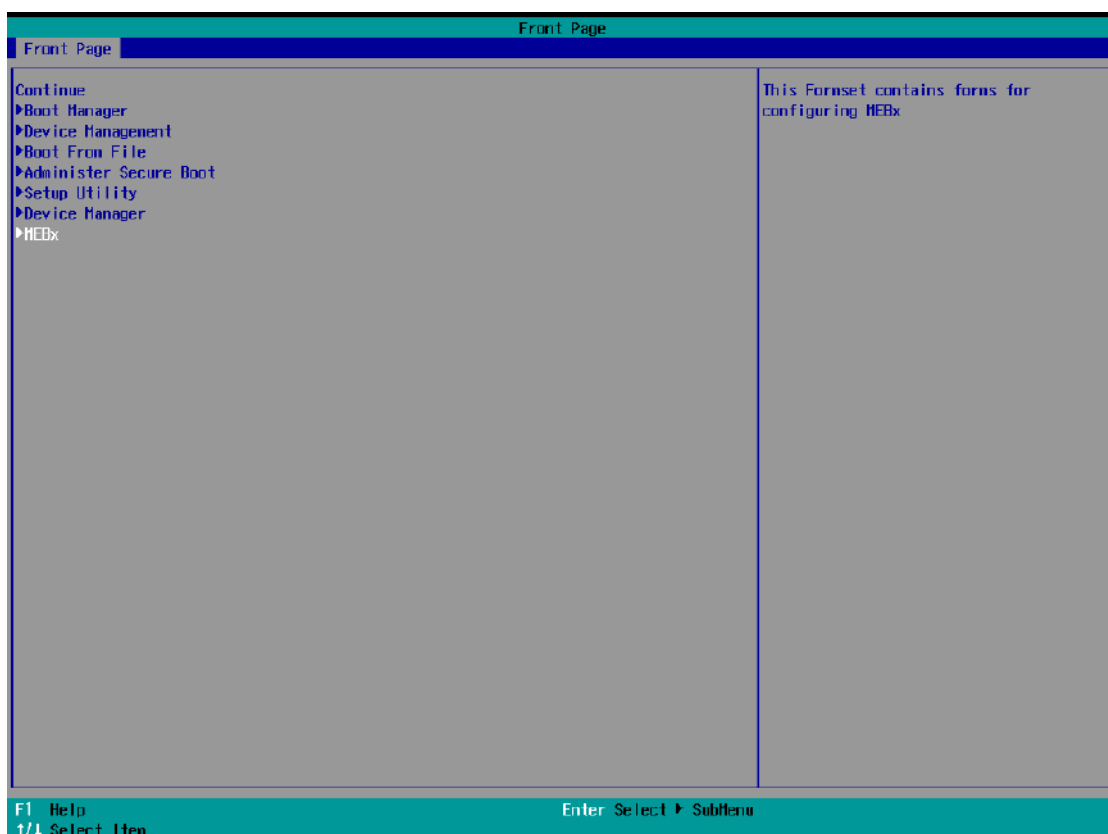 Front Page
Front Page
Continue
▶Boot Manager
▶Device Management
▶Boot From File
▶Administer Secure Boot
▶Setup Utility
▶Device Manager
▶MEBx
This Formset contains forms for
configuring MEBx
F1 Help
↑/↓ Select Item
Enter Select ▶ SubMenu